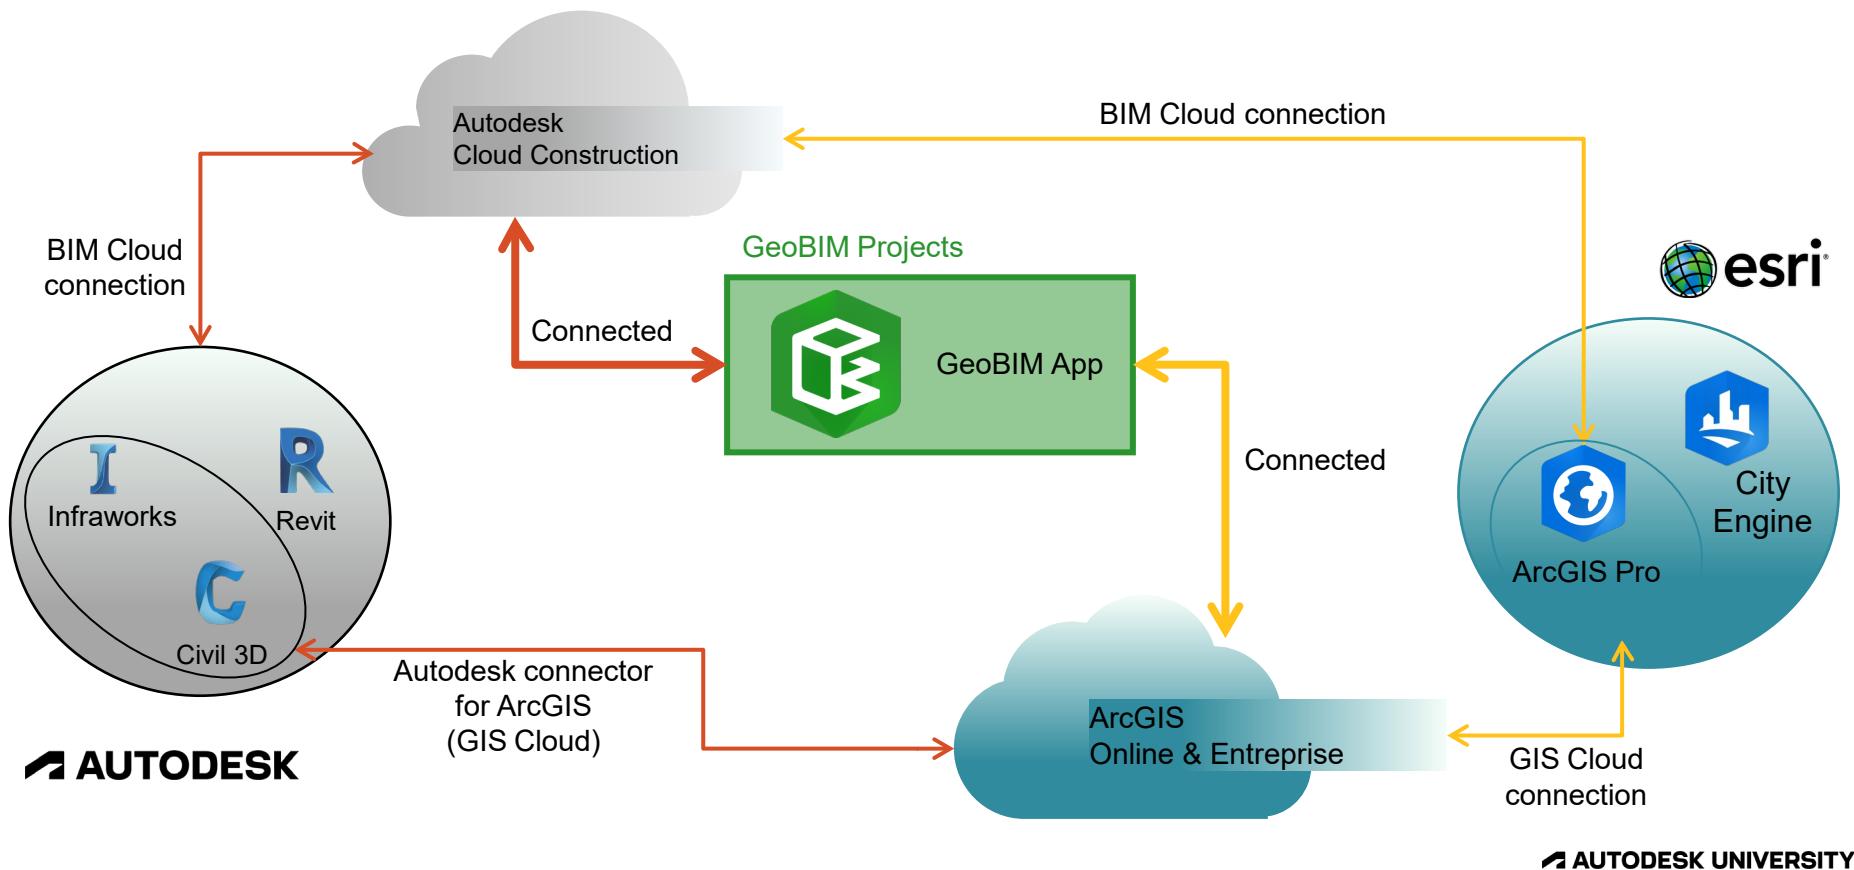 Autodesk
Cloud Construction
BIM Cloud connection
BIM Cloud
connection
GeoBIM Projects
esri
Connected
GeoBIM App
Connected
Infraworks
Revit
City
Engine
ArcGIS Pro
Civil 3D
Autodesk connector
for ArcGIS
(GIS Cloud)
ArcGIS
Online & Entreprise
AUTODESK
GIS Cloud
connection
AUTODESK UNIVERSITY